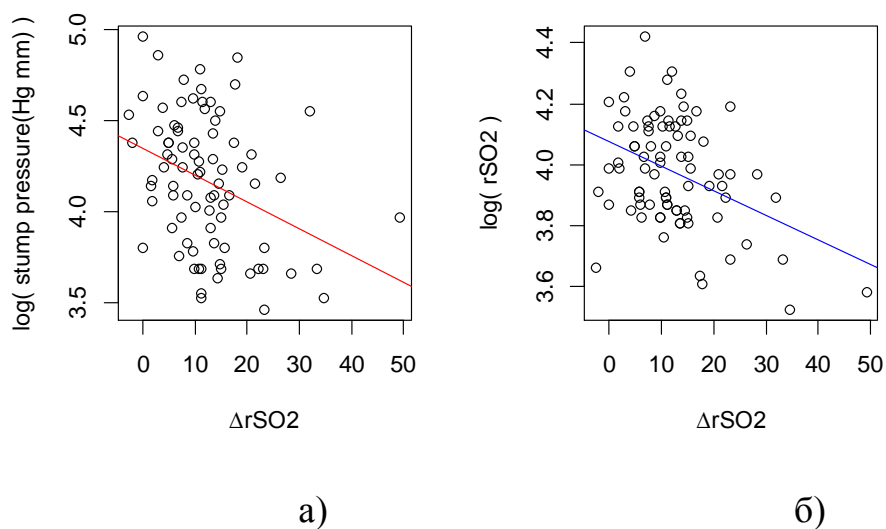 log( stump pressure(Hg mm) )
5.0
4.5
4.0
3.5
0 10 20 30 40 50
ΔrSO2
а)
log( rSO2 )
4.4
4.2
4.0
3.8
3.6
0 10 20 30 40 50
ΔrSO2
б)